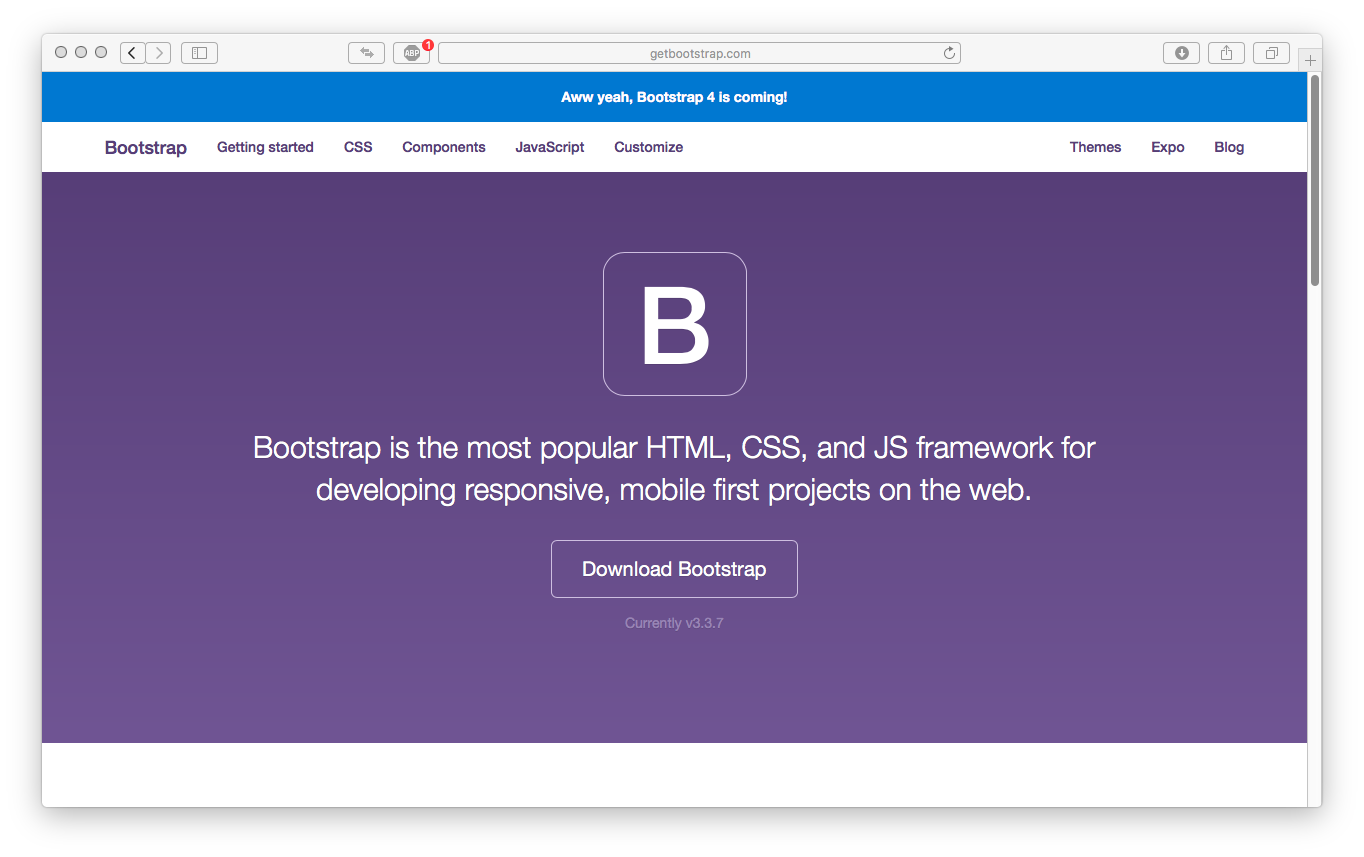 ABP
1
getbootstrap.com
Aww yeah, Bootstrap 4 is coming!
Bootstrap Getting started CSS Components JavaScript Customize Themes Expo Blog
B
Bootstrap is the most popular HTML, CSS, and JS framework for
developing responsive, mobile first projects on the web.
Download Bootstrap
Currently v3.3.7